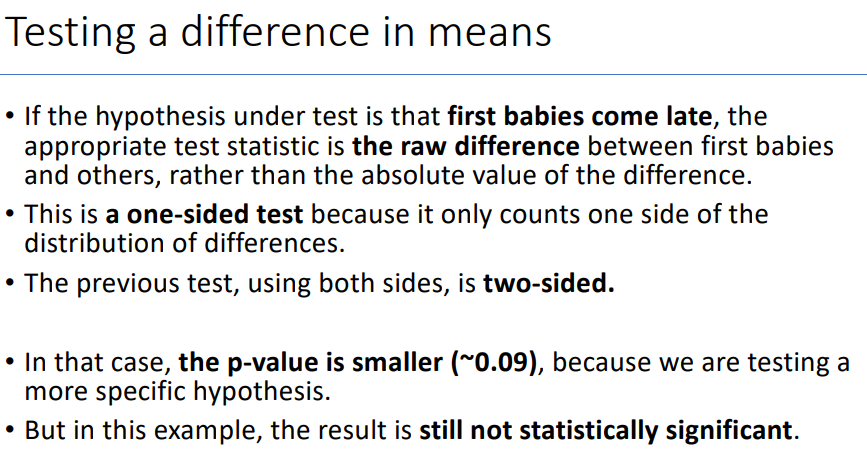 Testing a difference in means
• If the hypothesis under test is that first babies come late, the
appropriate test statistic is the raw difference between first babies
and others, rather than the absolute value of the difference.
• This is a one-sided test because it only counts one side of the
distribution of differences.
• The previous test, using both sides, is two-sided.
• In that case, the p-value is smaller (~0.09), because we are testing a
more specific hypothesis.
• But in this example, the result is still not statistically significant.